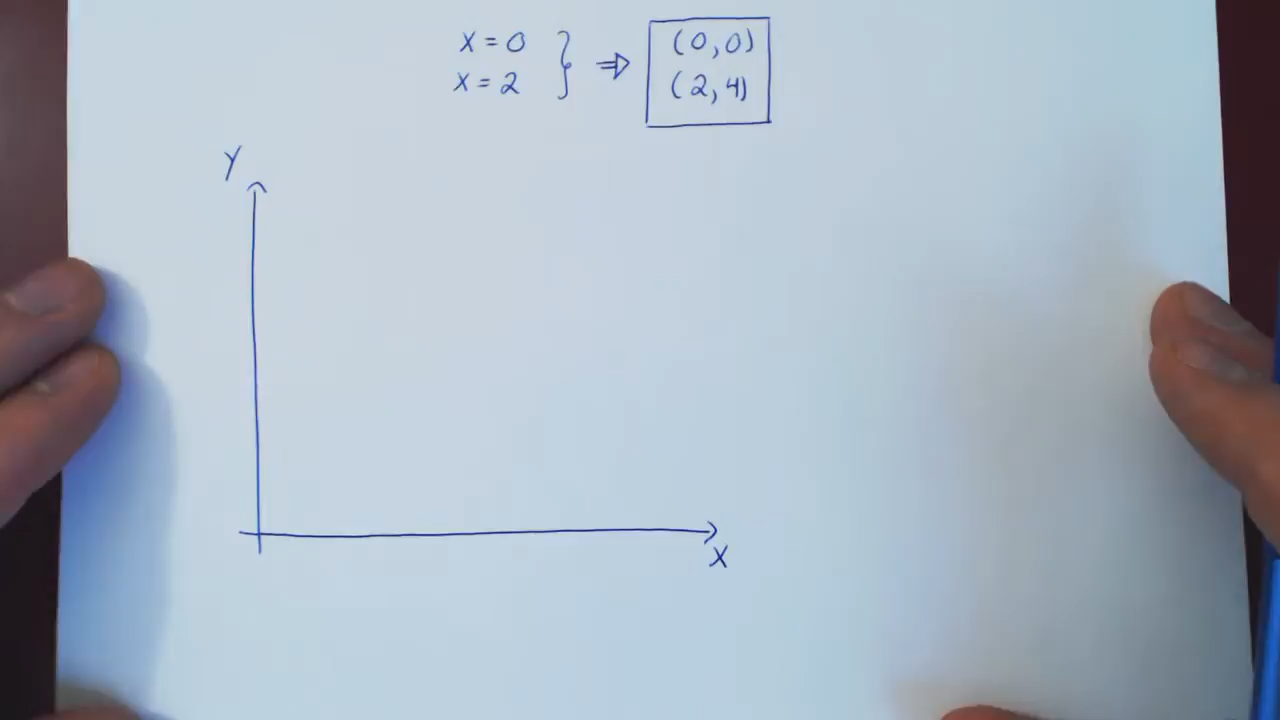 x = 0 } ⇒ (0,0)
x = 2 (2,4)
Y
X